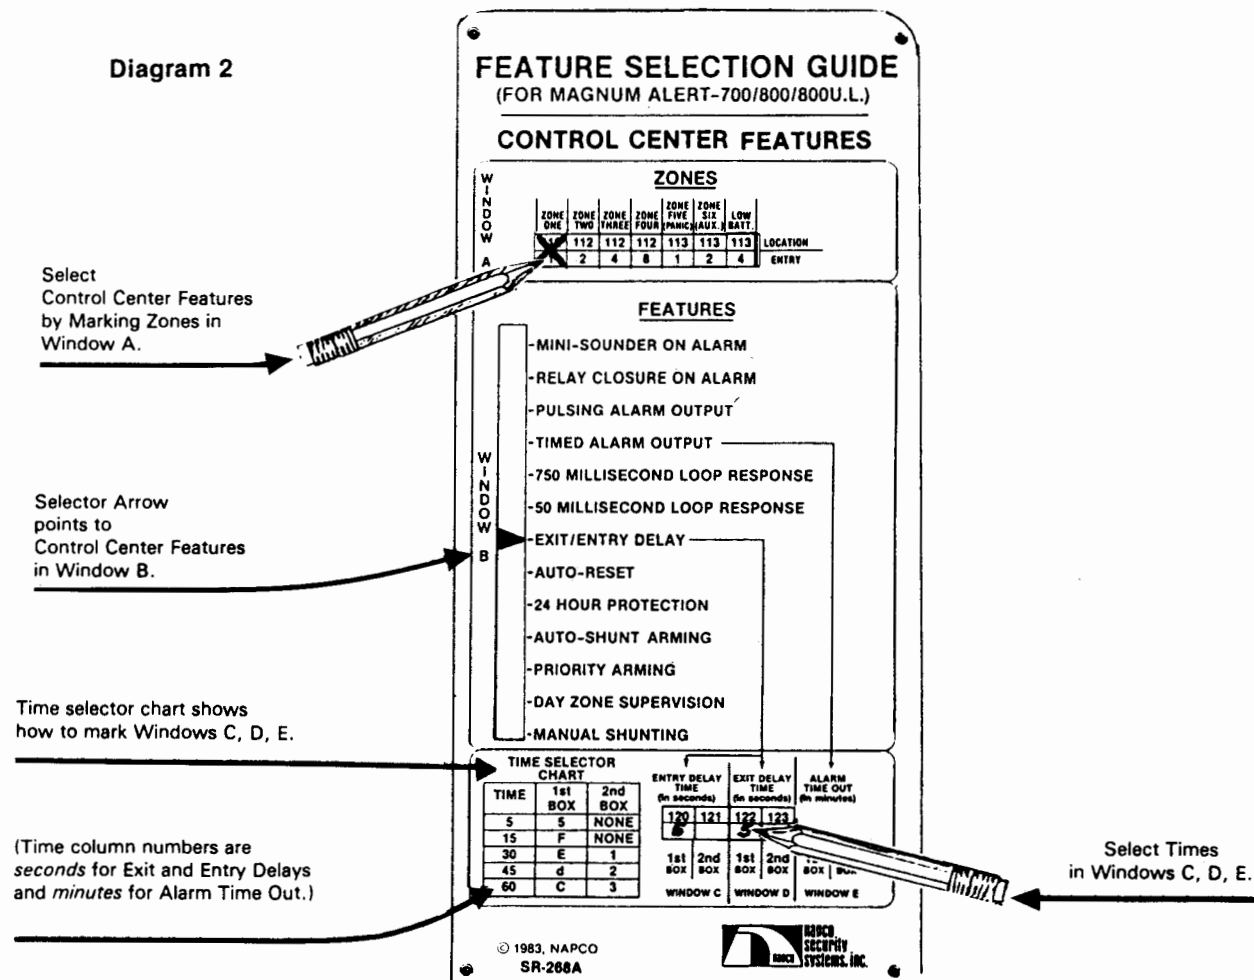 Diagram 2
FEATURE SELECTION GUIDE
(FOR MAGNUM ALERT-700/800/800U.L.)
CONTROL CENTER FEATURES
WINDOW A
ZONES
ZONE ONE | ZONE TWO | ZONE THREE | ZONE FOUR | ZONE FIVE (PANIC) | ZONE SIX (AUX.) | LOW BATT.
112 112 112 113 113 113 LOCATION
2 4 8 1 2 4 ENTRY
Select
Control Center Features
by Marking Zones in
Window A.
FEATURES
WINDOW B
-MINI-SOUNDER ON ALARM
-RELAY CLOSURE ON ALARM
-PULSING ALARM OUTPUT
-TIMED ALARM OUTPUT
-750 MILLISECOND LOOP RESPONSE
-50 MILLISECOND LOOP RESPONSE
-EXIT/ENTRY DELAY
-AUTO-RESET
-24 HOUR PROTECTION
-AUTO-SHUNT ARMING
-PRIORITY ARMING
-DAY ZONE SUPERVISION
-MANUAL SHUNTING
Selector Arrow
points to
Control Center Features
in Window B.
Time selector chart shows
how to mark Windows C, D, E.
(Time column numbers are
seconds for Exit and Entry Delays
and minutes for Alarm Time Out.)
TIME SELECTOR
CHART
TIME | 1st BOX | 2nd BOX
5 5 NONE
15 F NONE
30 E 1
45 d 2
60 C 3
ENTRY DELAY TIME (in seconds)
EXIT DELAY TIME (in seconds)
ALARM TIME OUT (in minutes)
120 121 122 123
5
1st BOX | 2nd BOX | 1st BOX | 2nd BOX
WINDOW C | WINDOW D | WINDOW E
Select Times
in Windows C, D, E.
© 1983, NAPCO
SR-268A
napco
napco
security
systems, inc.